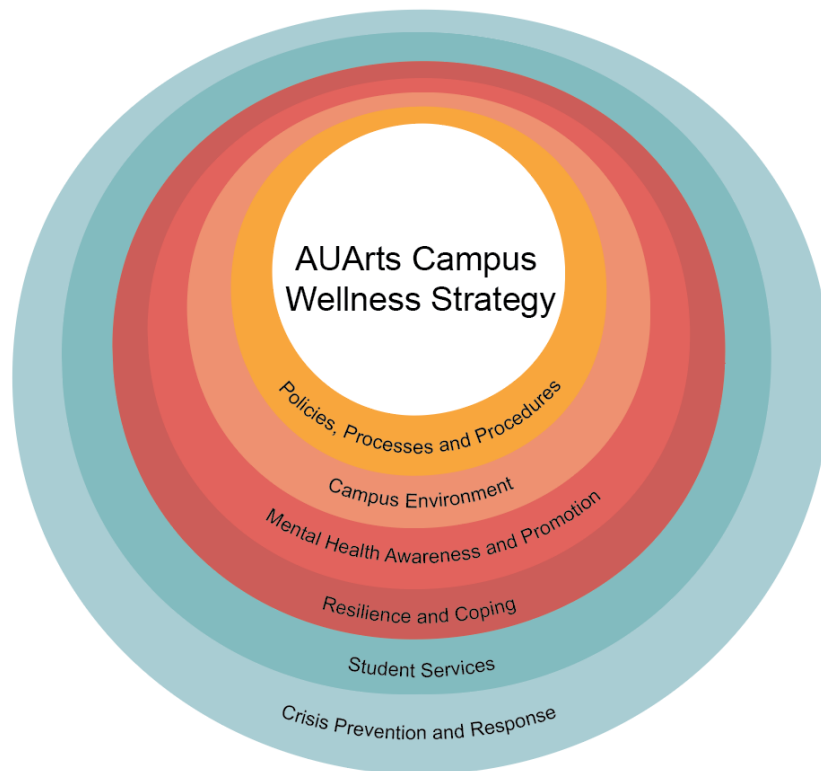 AUArts Campus
Wellness Strategy
Policies, Processes and Procedures
Campus Environment
Mental Health Awareness and Promotion
Resilience and Coping
Student Services
Crisis Prevention and Response